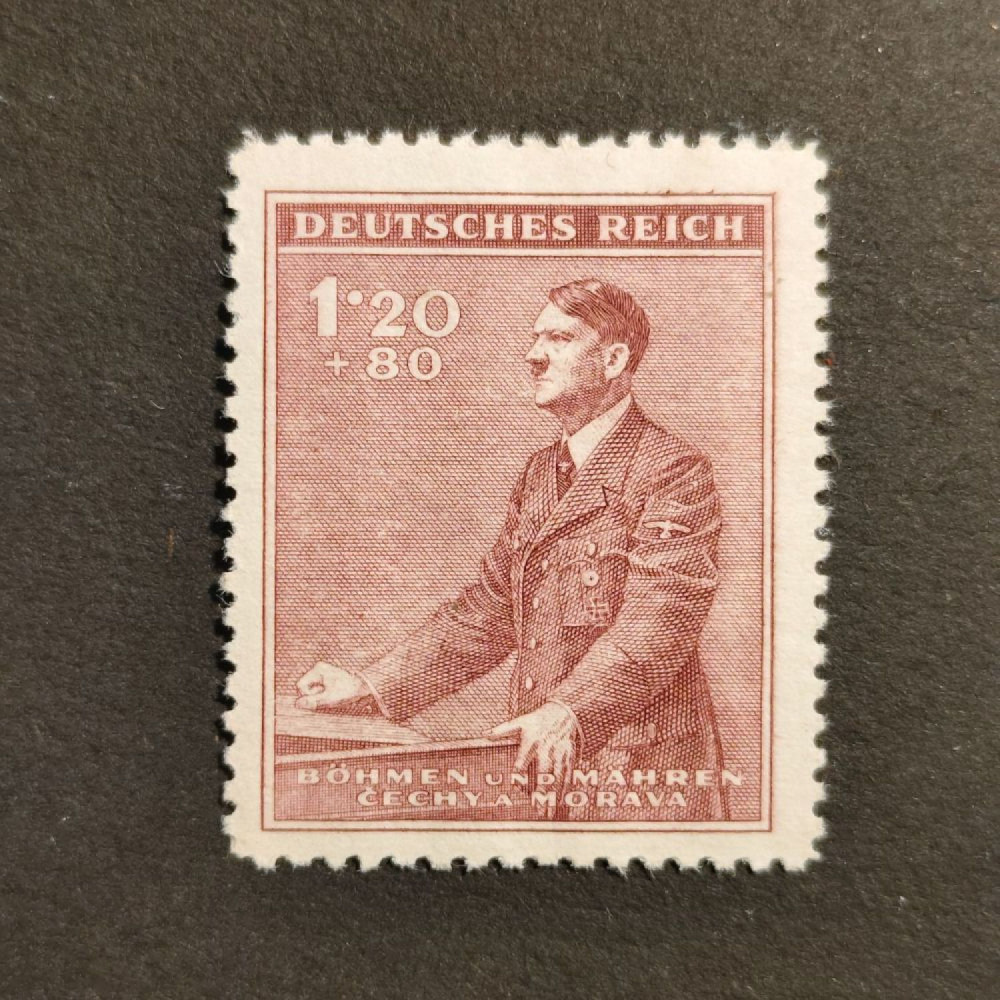 DEUTSCHES REICH
1·20
+ 80
BÖHMEN UND MÄHREN
ČECHY A MORAVA